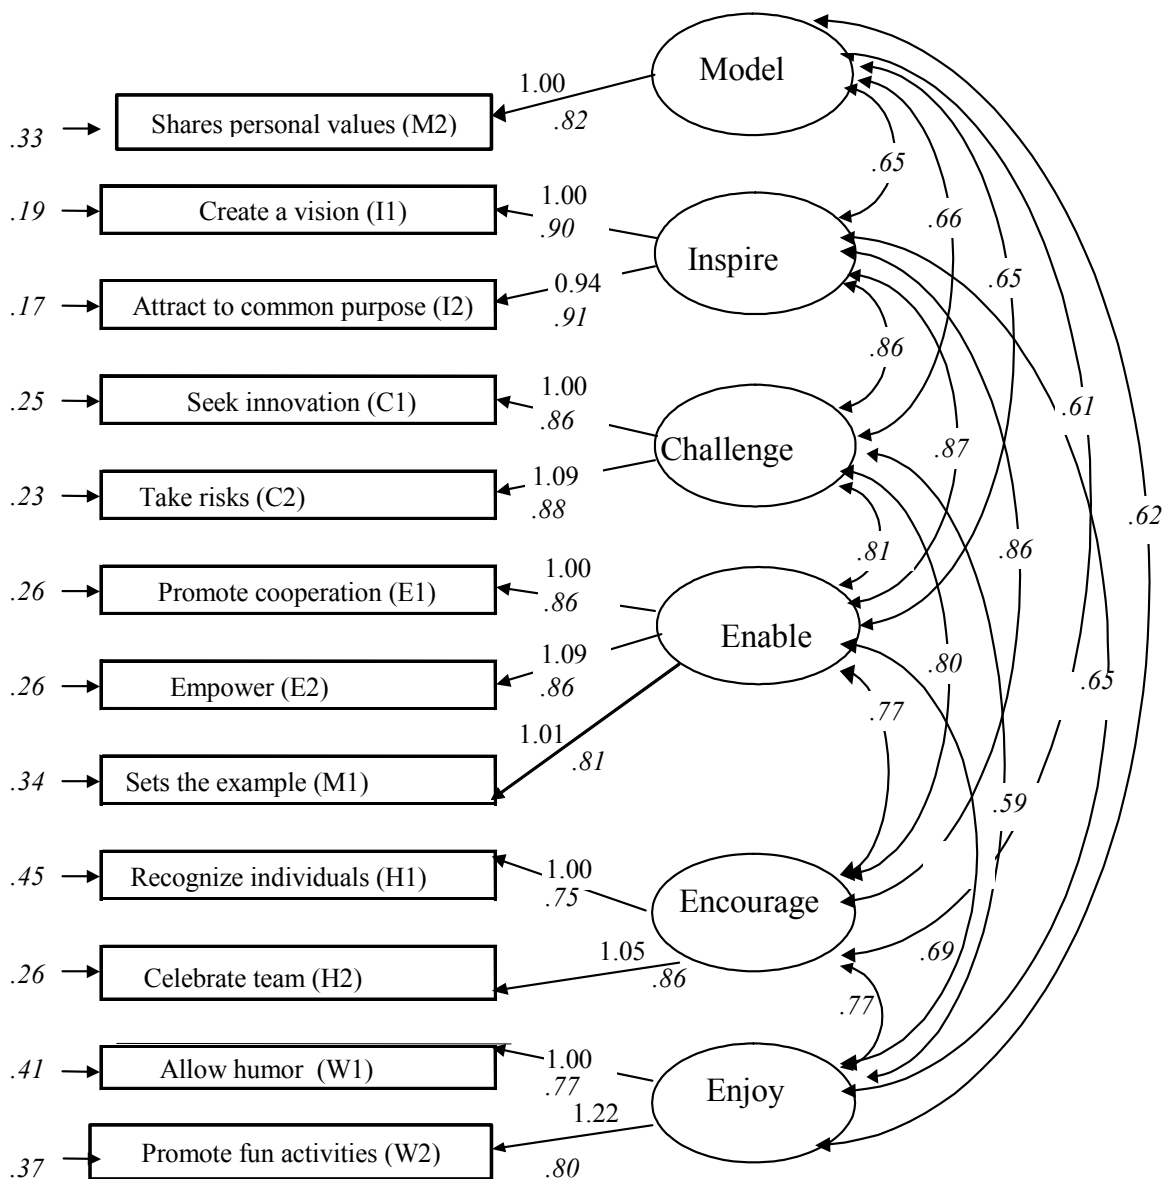 Model
1.00
.82
.33
Shares personal values (M2)
.65
.19
Create a vision (I1)
1.00
.90
.66
Inspire
.65
.17
Attract to common purpose (I2)
0.94
.91
.86
.25
Seek innovation (C1)
1.00
.86
.61
Challenge
.87
.23
Take risks (C2)
1.09
.88
.62
.81
.86
.26
Promote cooperation (E1)
1.00
.86
Enable
.26
Empower (E2)
1.09
.86
.80
.65
.77
1.01
.81
.34
Sets the example (M1)
.59
.45
Recognize individuals (H1)
1.00
.75
Encourage
.69
.26
Celebrate team (H2)
1.05
.86
.77
.41
Allow humor (W1)
1.00
.77
Enjoy
1.22
.37
Promote fun activities (W2)
.80